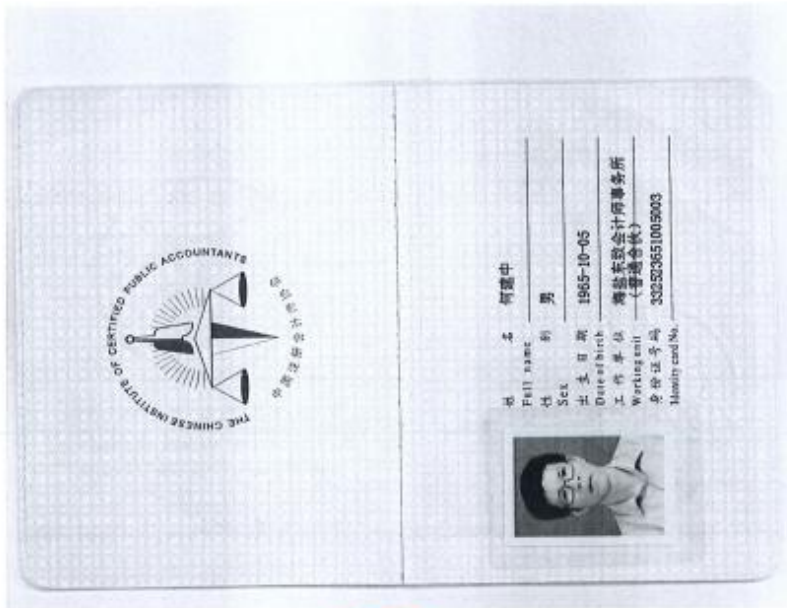 THE CHINESE INSTITUTE OF CERTIFIED PUBLIC ACCOUNTANTS
中国注册会计师协会
姓名 何建中
Full name
性别 男
Sex
出生日期 1965-10-05
Date of birth
工作单位 海盐东致会计师事务所
Working unit (普通合伙)
身份证号码 332523651005003
Identity card No.